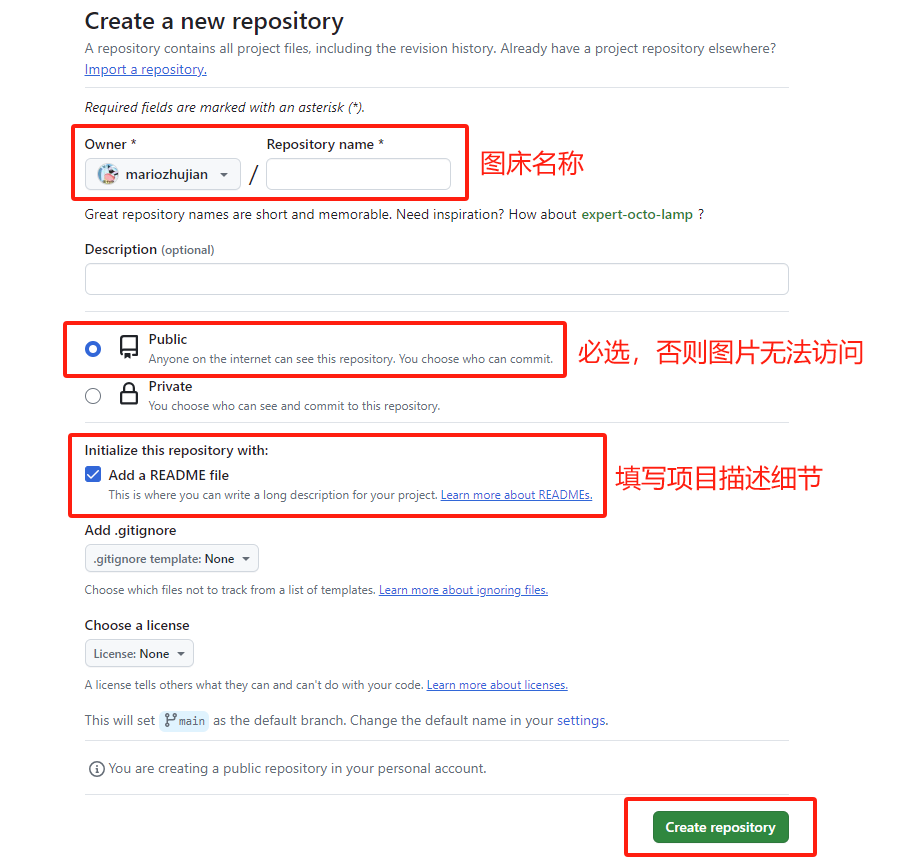 Create a new repository
A repository contains all project files, including the revision history. Already have a project repository elsewhere?
Import a repository.
Required fields are marked with an asterisk (*).
Owner * Repository name *
mariozhujian / 图床名称
Great repository names are short and memorable. Need inspiration? How about expert-octo-lamp ?
Description (optional)
Public
Anyone on the internet can see this repository. You choose who can commit.
必选，否则图片无法访问
Private
You choose who can see and commit to this repository.
Initialize this repository with:
Add a README file
填写项目描述细节
This is where you can write a long description for your project. Learn more about READMEs.
Add .gitignore
.gitignore template: None
Choose which files not to track from a list of templates. Learn more about ignoring files.
Choose a license
License: None
A license tells others what they can and can't do with your code. Learn more about licenses.
This will set main as the default branch. Change the default name in your settings.
You are creating a public repository in your personal account.
Create repository